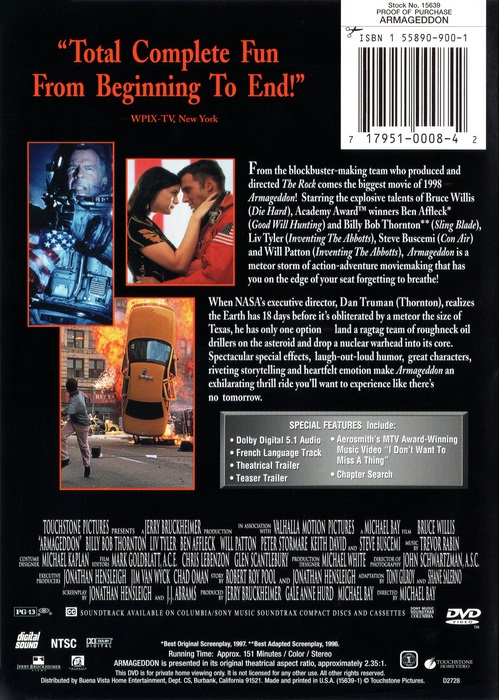 Stock No. 15639
PROOF OF PURCHASE
ARMAGEDDON
ISBN 1 55890-900-1
7 17951-0008-4 2
“Total Complete Fun
From Beginning To End!”
— WPIX-TV, New York
From the blockbuster-making team who produced and
directed The Rock comes the biggest movie of 1998
Armageddon! Starring the explosive talents of Bruce Willis
(Die Hard), Academy Award™ winners Ben Affleck*
(Good Will Hunting) and Billy Bob Thornton** (Sling Blade),
Liv Tyler (Inventing The Abbotts), Steve Buscemi (Con Air)
and Will Patton (Inventing The Abbotts), Armageddon is a
meteor storm of action-adventure moviemaking that has
you on the edge of your seat forgetting to breathe!
When NASA's executive director, Dan Truman (Thornton), realizes
the Earth has 18 days before it's obliterated by a meteor the size of
Texas, he has only one option land a ragtag team of roughneck oil
drillers on the asteroid and drop a nuclear warhead into its core.
Spectacular special effects, laugh-out-loud humor, great characters,
riveting storytelling and heartfelt emotion make Armageddon an
exhilarating thrill ride you'll want to experience like there's
no tomorrow.
SPECIAL FEATURES Include:
• Dolby Digital 5.1 Audio
• French Language Track
• Theatrical Trailer
• Teaser Trailer
• Aerosmith's MTV Award-Winning
Music Video “I Don't Want To
Miss A Thing”
• Chapter Search
TOUCHSTONE PICTURES PRESENTS A JERRY BRUCKHEIMER PRODUCTION IN ASSOCIATION WITH VALHALLA MOTION PICTURES A MICHAEL BAY FILM BRUCE WILLIS
"ARMAGEDDON" BILLY BOB THORNTON LIV TYLER BEN AFFLECK WILL PATTON PETER STORMARE KEITH DAVID AND STEVE BUSCEMI MUSIC BY TREVOR RABIN
COSTUME DESIGNER MICHAEL KAPLAN FILM EDITORS MARK GOLDBLATT, A.C.E. CHRIS LEBENZON GLEN SCANTLEBURY PRODUCTION DESIGNER MICHAEL WHITE DIRECTOR OF PHOTOGRAPHY JOHN SCHWARTZMAN, A.S.C.
EXECUTIVE PRODUCERS JONATHAN HENSLEIGH JIM VAN WYCK CHAD OMAN STORY BY ROBERT ROY POOL AND JONATHAN HENSLEIGH ADAPTATION BY TONY GILROY AND SHANE SALERNO
SCREENPLAY BY JONATHAN HENSLEIGH AND J.J. ABRAMS PRODUCED BY JERRY BRUCKHEIMER GALE ANNE HURD MICHAEL BAY DIRECTED BY MICHAEL BAY
PG-13 CC SOUNDTRACK AVAILABLE ON COLUMBIA/SONY MUSIC SOUNDTRAX COMPACT DISCS AND CASSETTES
SONY MUSIC SOUNDTRAX
COLUMBIA
DVD
VIDEO
digital SOUND
NTSC
DOLBY DIGITAL
*Best Original Screenplay, 1997. **Best Adapted Screenplay, 1996.
Running Time: Approx. 151 Minutes / Color / Stereo
ARMAGEDDON is presented in its original theatrical aspect ratio, approximately 2.35:1.
This DVD is for private home viewing only. It is not licensed for any other use. All other rights reserved.
Distributed by Buena Vista Home Entertainment, Dept. CS, Burbank, California 91521. Made and printed in U.S.A. (15639-1) © Touchstone Pictures.
JERRY BRUCKHEIMER
TOUCHSTONE
HOME VIDEO
D2728